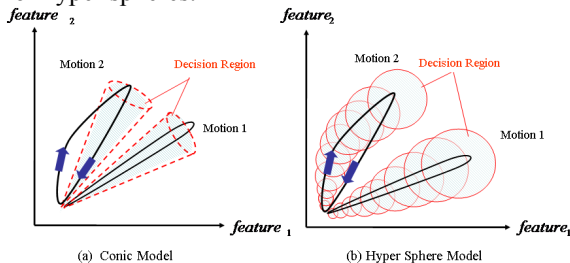 feature 2
Motion 2
Decision Region
Motion 1
feature 1
(a) Conic Model
feature2
Motion 2
Decision Region
Motion 1
feature1
(b) Hyper Sphere Model